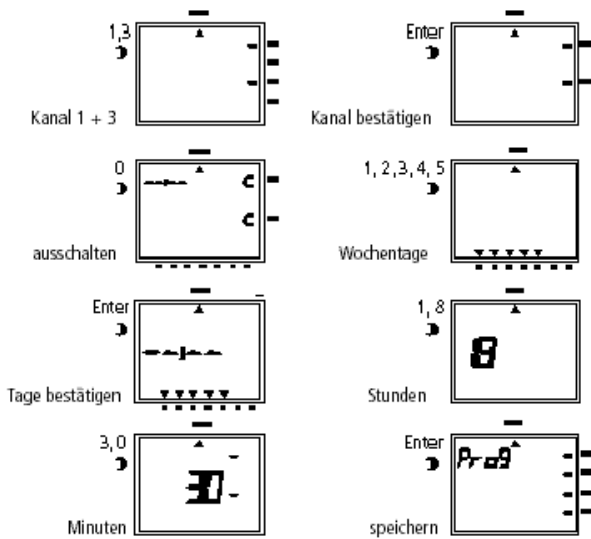 1,3
Kanal 1 + 3
Enter
Kanal bestätigen
0
c
c
ausschalten
1, 2,3, 4, 5
Wochentage
Enter
Tage bestätigen
1, 8
8
Stunden
3, 0
30
Minuten
Enter
Prog
speichern